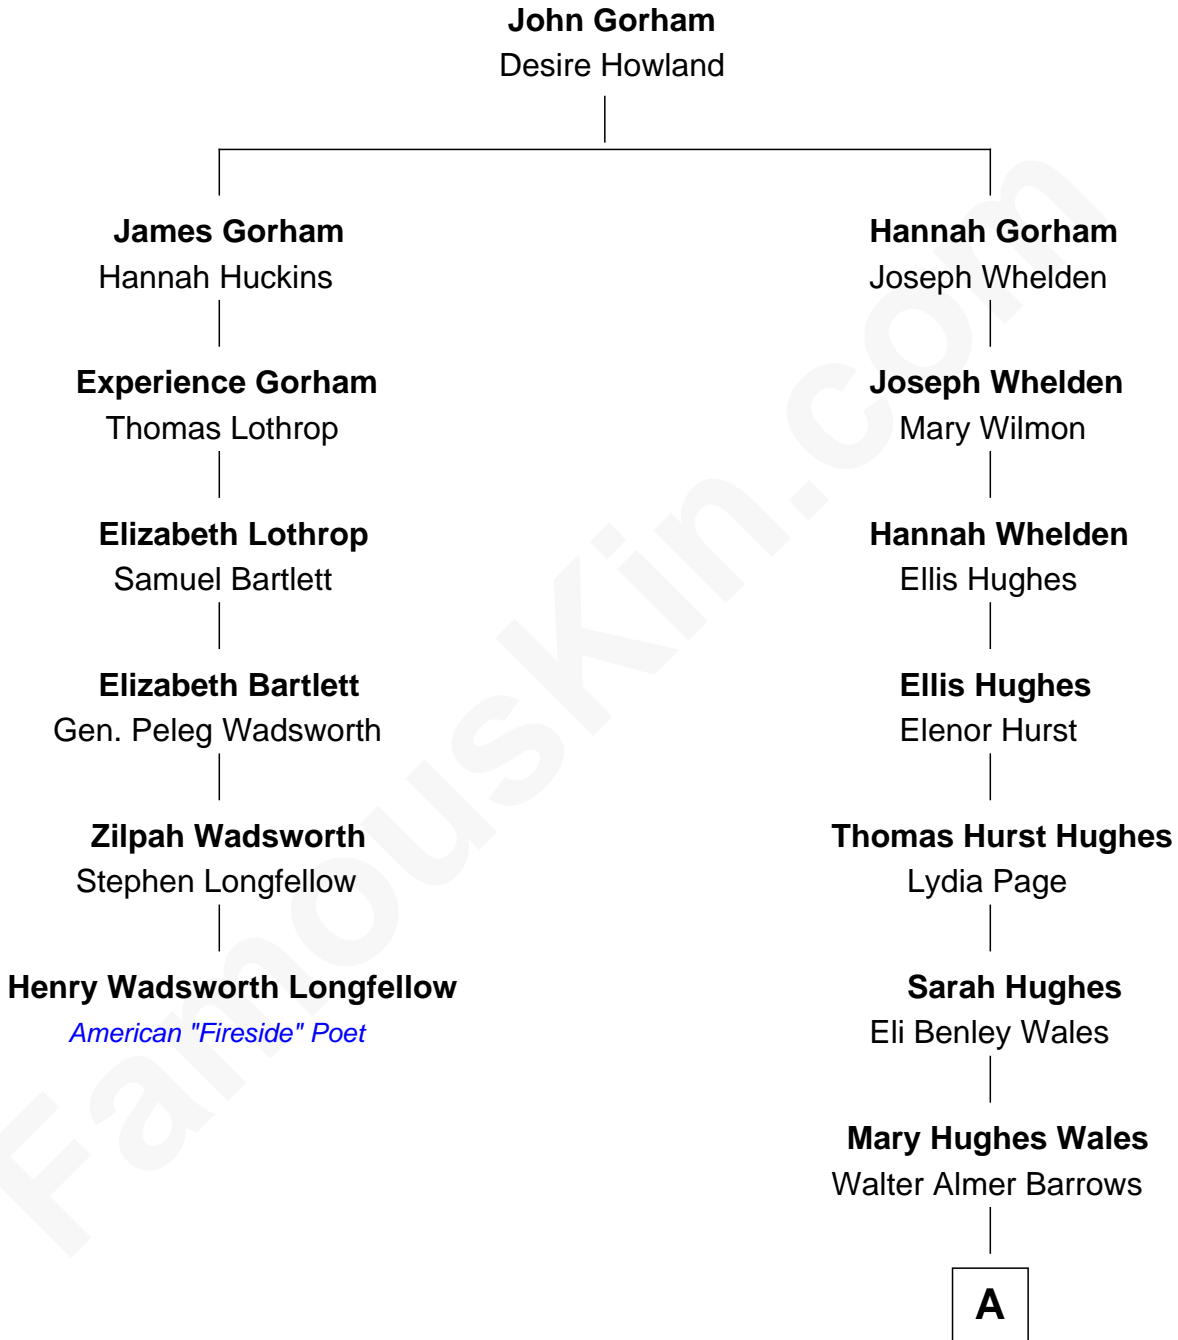 John Gorham
Desire Howland
James Gorham
Hannah Huckins
Hannah Gorham
Joseph Whelden
Experience Gorham
Thomas Lothrop
Joseph Whelden
Mary Wilmon
Elizabeth Lothrop
Samuel Bartlett
Hannah Whelden
Ellis Hughes
Elizabeth Bartlett
Gen. Peleg Wadsworth
Ellis Hughes
Elenor Hurst
Zilpah Wadsworth
Stephen Longfellow
Thomas Hurst Hughes
Lydia Page
Henry Wadsworth Longfellow
American "Fireside" Poet
Sarah Hughes
Eli Benley Wales
Mary Hughes Wales
Walter Almer Barrows
A
FamousKin.com